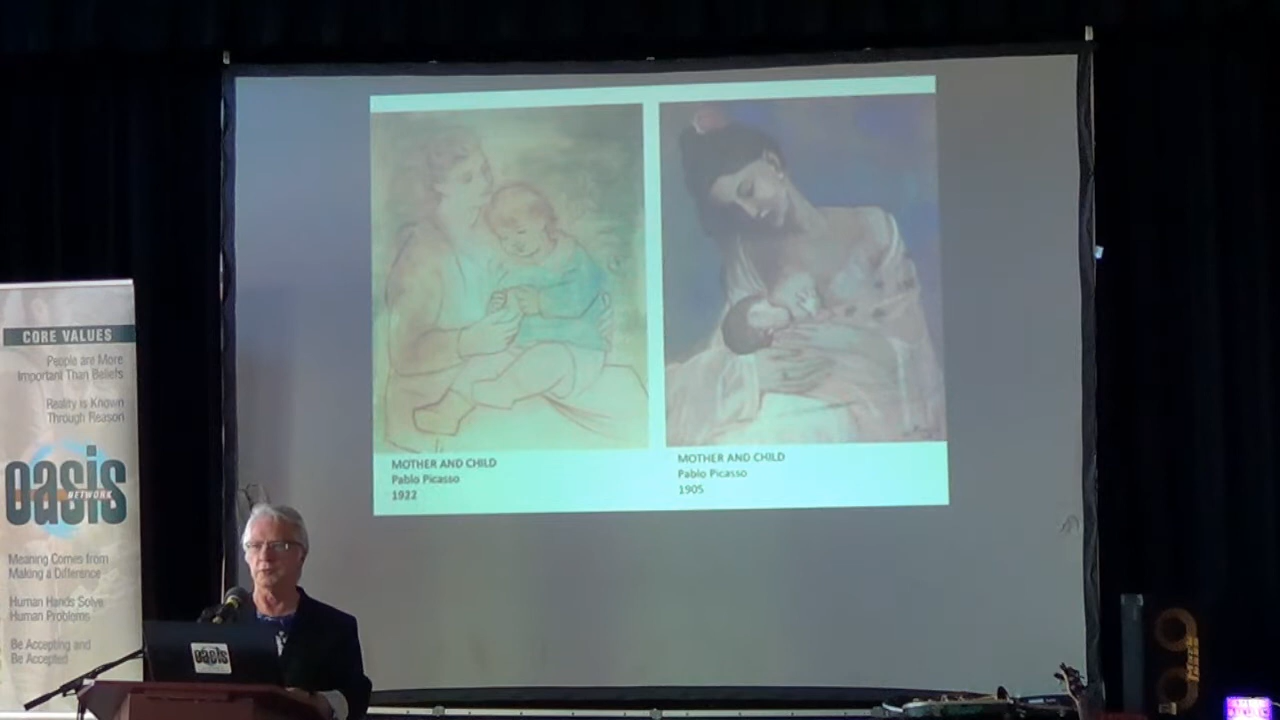 CORE VALUES
People are More
Important Than Beliefs
Reality is Known
Through Reason
oasis
NETWORK
Meaning Comes from
Making a Difference
Human Hands Solve
Human Problems
Be Accepting and
Be Accepted
MOTHER AND CHILD
Pablo Picasso
1922
MOTHER AND CHILD
Pablo Picasso
1905
oasis